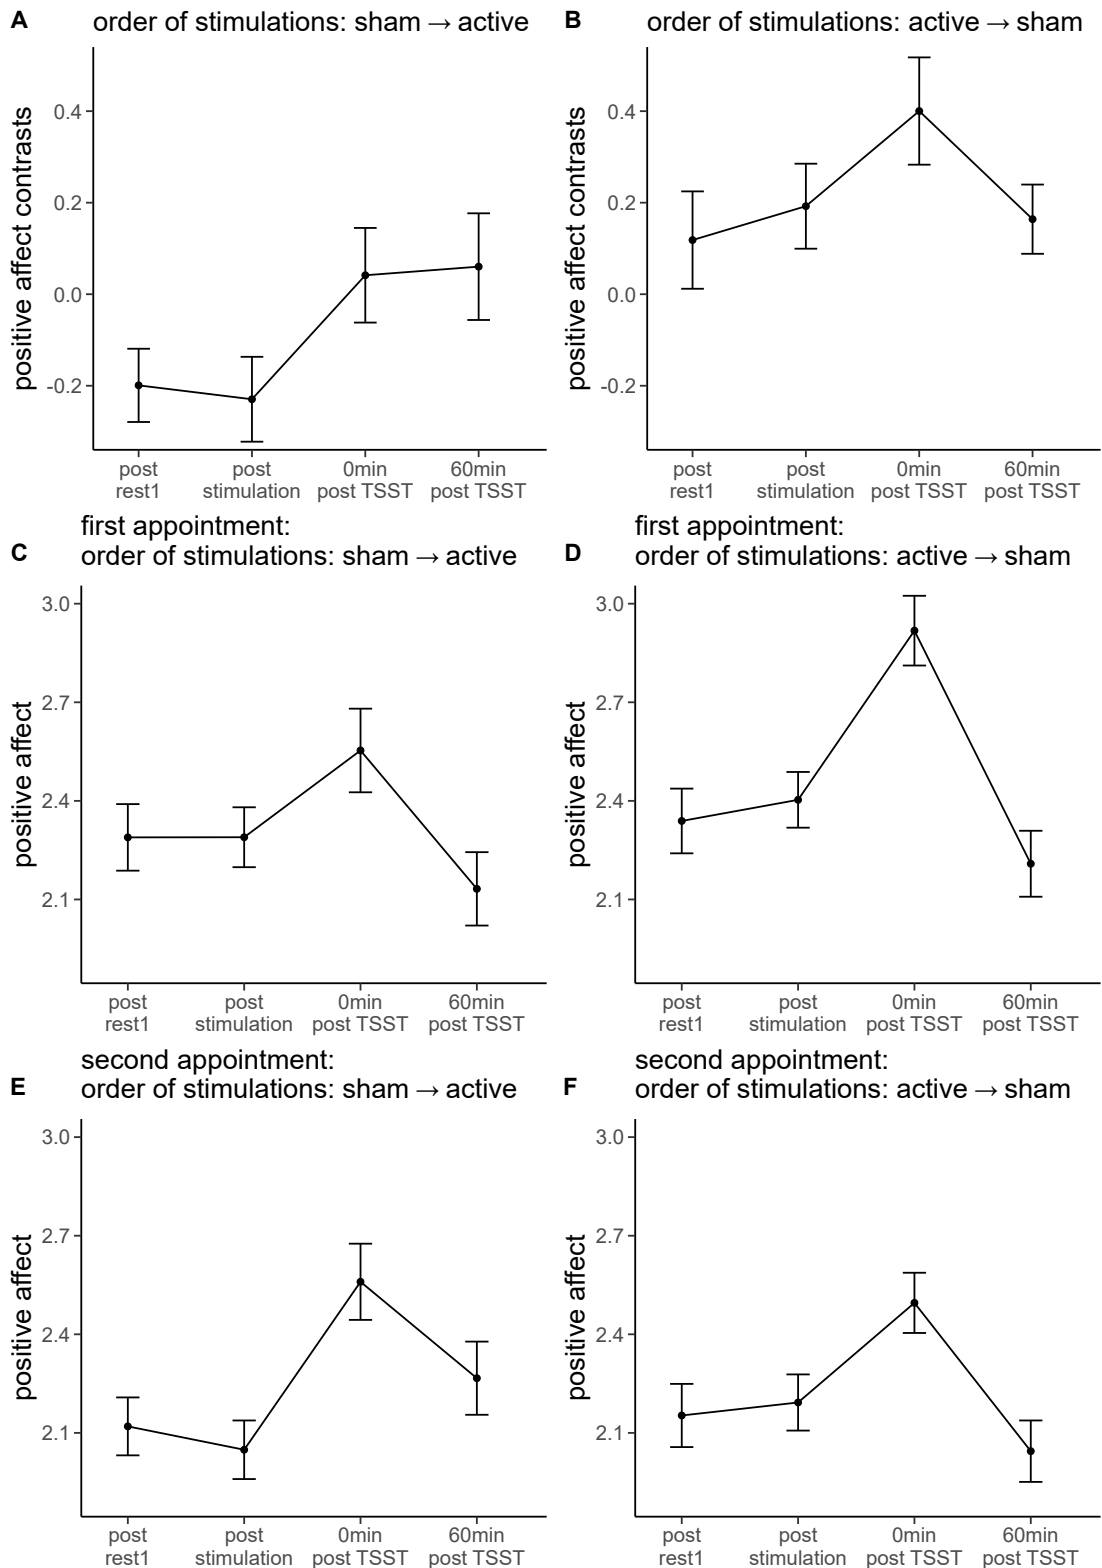 A order of stimulations: sham → active
positive affect contrasts
0.4
0.2
0.0
-0.2
post post 0min 60min
rest1 stimulation post TSST post TSST
B order of stimulations: active → sham
positive affect contrasts
0.4
0.2
0.0
-0.2
post post 0min 60min
rest1 stimulation post TSST post TSST
first appointment:
C order of stimulations: sham → active
positive affect
3.0
2.7
2.4
2.1
post post 0min 60min
rest1 stimulation post TSST post TSST
first appointment:
D order of stimulations: active → sham
positive affect
3.0
2.7
2.4
2.1
post post 0min 60min
rest1 stimulation post TSST post TSST
second appointment:
E order of stimulations: sham → active
positive affect
3.0
2.7
2.4
2.1
post post 0min 60min
rest1 stimulation post TSST post TSST
second appointment:
F order of stimulations: active → sham
positive affect
3.0
2.7
2.4
2.1
post post 0min 60min
rest1 stimulation post TSST post TSST